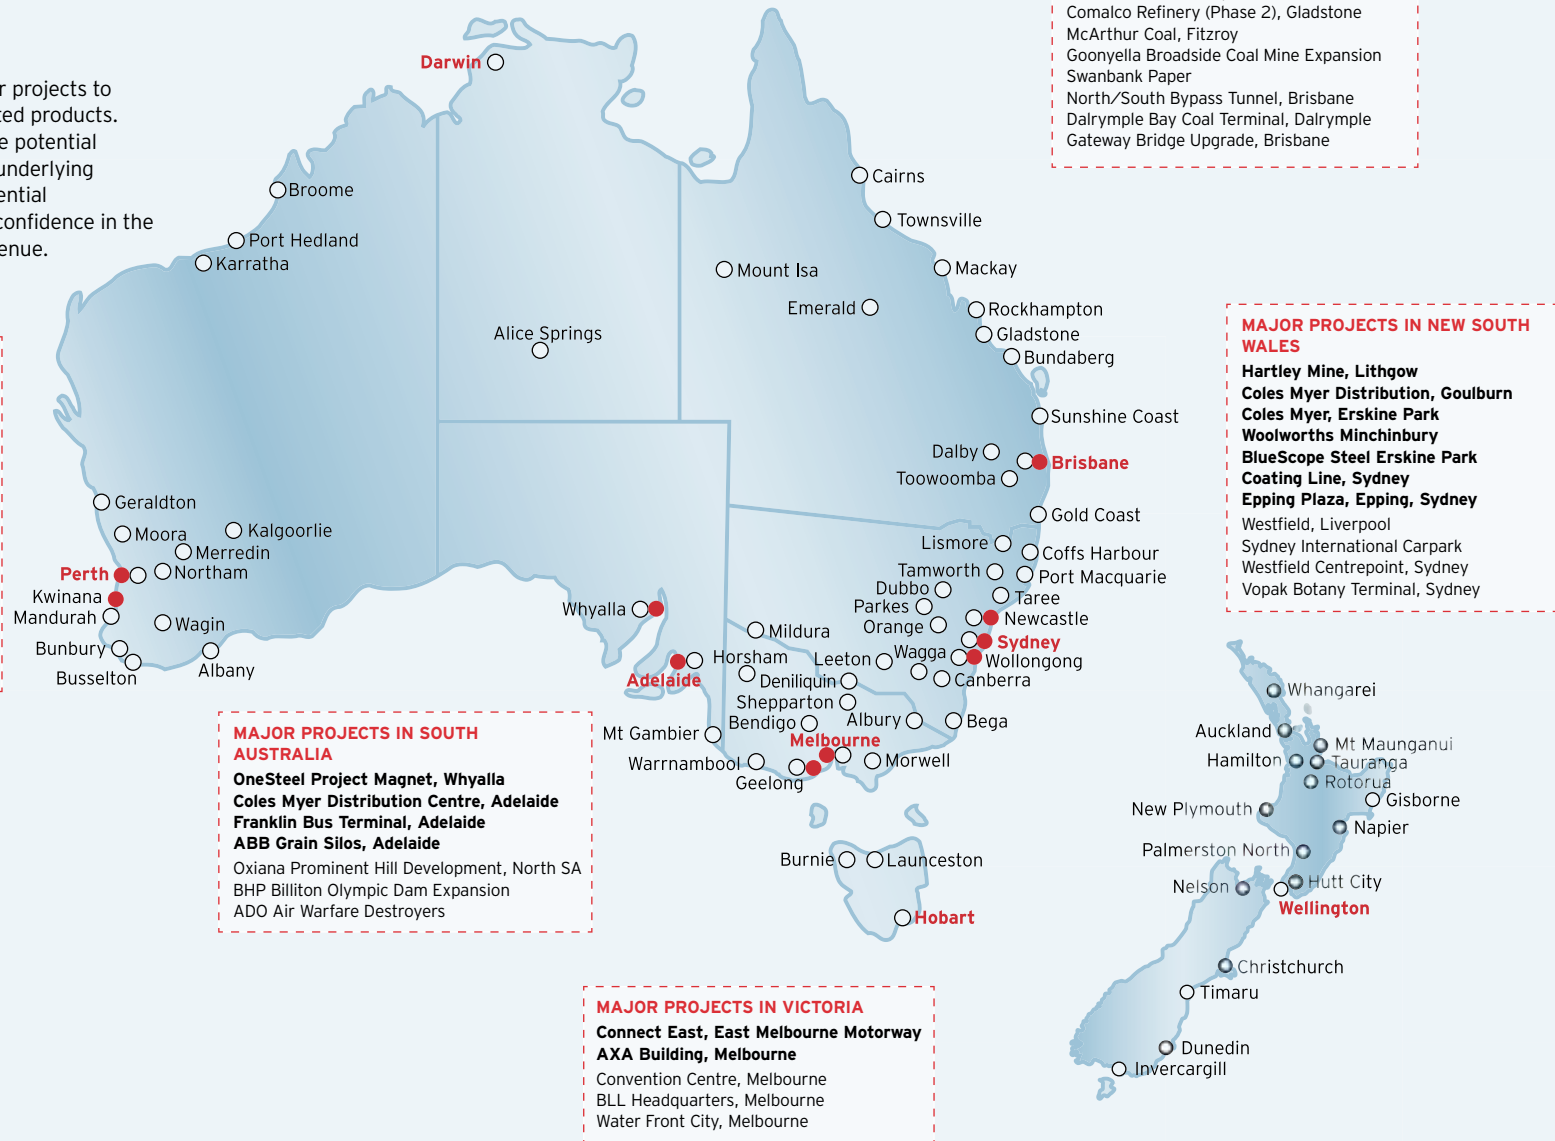 Comalco Refinery (Phase 2), Gladstone
McArthur Coal, Fitzroy
Goonyella Broadside Coal Mine Expansion
Swanbank Paper
North/South Bypass Tunnel, Brisbane
Dalrymple Bay Coal Terminal, Dalrymple
Gateway Bridge Upgrade, Brisbane
r projects to
ted products.
e potential
underlying
ential
confidence in the
enue.
Darwin
Broome
Port Hedland
Karratha
Cairns
Townsville
Mount Isa
Mackay
Emerald
Rockhampton
Gladstone
Bundaberg
Alice Springs
Sunshine Coast
Dalby
Brisbane
Toowoomba
Gold Coast
Geraldton
Moora
Kalgoorlie
Merredin
Perth
Northam
Kwinana
Mandurah
Wagin
Bunbury
Albany
Busselton
Whyalla
Adelaide
Lismore
Coffs Harbour
Tamworth
Port Macquarie
Dubbo
Taree
Parkes
Newcastle
Orange
Sydney
Mildura
Wagga
Wollongong
Horsham
Leeton
Canberra
Deniliquin
Shepparton
Bendigo
Albury
Bega
Mt Gambier
Melbourne
Warrnambool
Morwell
Geelong
Burnie
Launceston
Hobart
MAJOR PROJECTS IN NEW SOUTH
WALES
Hartley Mine, Lithgow
Coles Myer Distribution, Goulburn
Coles Myer, Erskine Park
Woolworths Minchinbury
BlueScope Steel Erskine Park
Coating Line, Sydney
Epping Plaza, Epping, Sydney
Westfield, Liverpool
Sydney International Carpark
Westfield Centrepoint, Sydney
Vopak Botany Terminal, Sydney
MAJOR PROJECTS IN SOUTH
AUSTRALIA
OneSteel Project Magnet, Whyalla
Coles Myer Distribution Centre, Adelaide
Franklin Bus Terminal, Adelaide
ABB Grain Silos, Adelaide
Oxiana Prominent Hill Development, North SA
BHP Billiton Olympic Dam Expansion
ADO Air Warfare Destroyers
MAJOR PROJECTS IN VICTORIA
Connect East, East Melbourne Motorway
AXA Building, Melbourne
Convention Centre, Melbourne
BLL Headquarters, Melbourne
Water Front City, Melbourne
Whangarei
Auckland
Mt Maunganui
Hamilton
Tauranga
Rotorua
Gisborne
New Plymouth
Napier
Palmerston North
Nelson
Hutt City
Wellington
Christchurch
Timaru
Dunedin
Invercargill